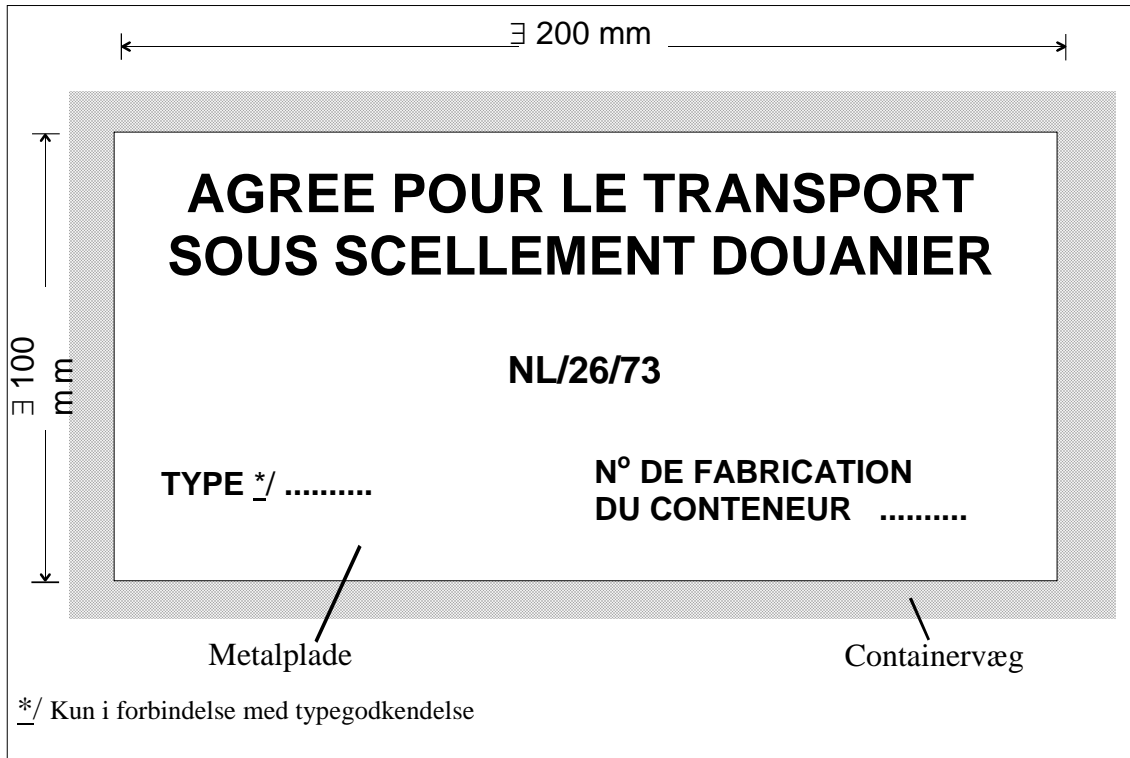 ∃ 200 mm
AGREE POUR LE TRANSPORT
SOUS SCELLEMENT DOUANIER
∃ 100
mm
NL/26/73
TYPE */ ..........
Nº DE FABRICATION
DU CONTENEUR ..........
Metalplade
Containervæg
*/ Kun i forbindelse med typegodkendelse